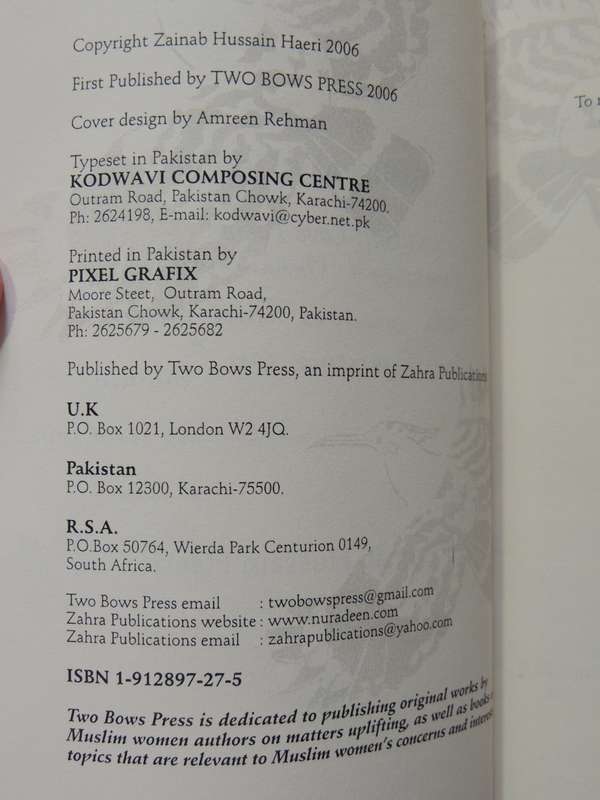 Copyright Zainab Hussain Haeri 2006
First Published by TWO BOWS PRESS 2006
Cover design by Amreen Rehman
Typeset in Pakistan by
KODWAVI COMPOSING CENTRE
Outram Road, Pakistan Chowk, Karachi-74200.
Ph: 2624198, E-mail: kodwavi@cyber.net.pk
Printed in Pakistan by
PIXEL GRAFIX
Moore Steet, Outram Road,
Pakistan Chowk, Karachi-74200, Pakistan.
Ph: 2625679 - 2625682
Published by Two Bows Press, an imprint of Zahra Publications
U.K
P.O. Box 1021, London W2 4JQ.
Pakistan
P.O. Box 12300, Karachi-75500.
R.S.A.
P.O.Box 50764, Wierda Park Centurion 0149,
South Africa.
Two Bows Press email : twobowspress@gmail.com
Zahra Publications website : www.nuradeen.com
Zahra Publications email : zahrapublications@yahoo.com
ISBN 1-912897-27-5
Two Bows Press is dedicated to publishing original works by
Muslim women authors on matters uplifting, as well as books
topics that are relevant to Muslim women's concerns and
To